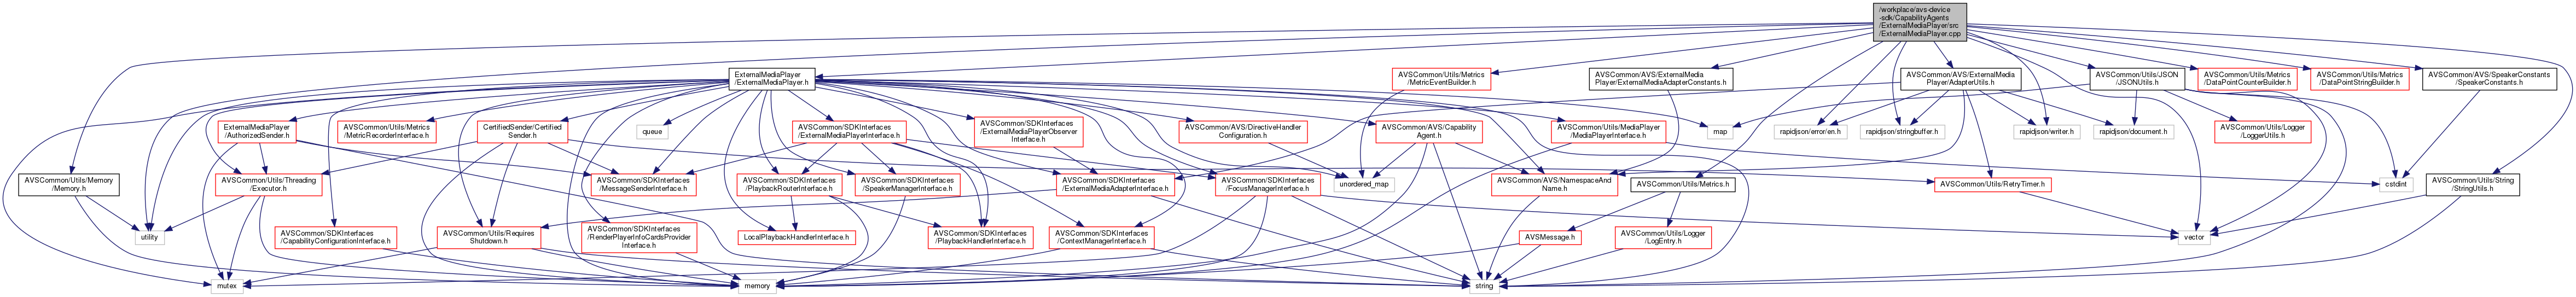 /workplace/avs-device
-sdk/CapabilityAgents
/ExternalMediaPlayer/src
/ExternalMediaPlayer.cpp
ExternalMediaPlayer
/ExternalMediaPlayer.h
AVSCommon/Utils/Metrics
/MetricEventBuilder.h
AVSCommon/AVS/ExternalMedia
Player/ExternalMediaAdapterConstants.h
AVSCommon/AVS/ExternalMedia
Player/AdapterUtils.h
AVSCommon/Utils/JSON
/JSONUtils.h
AVSCommon/Utils/Metrics
/DataPointCounterBuilder.h
AVSCommon/Utils/Metrics
/DataPointStringBuilder.h
AVSCommon/AVS/SpeakerConstants
/SpeakerConstants.h
ExternalMediaPlayer
/AuthorizedSender.h
AVSCommon/Utils/Metrics
/MetricRecorderInterface.h
CertifiedSender/Certified
Sender.h
queue
AVSCommon/SDKInterfaces
/ExternalMediaPlayerInterface.h
AVSCommon/SDKInterfaces
/ExternalMediaPlayerObserver
Interface.h
AVSCommon/AVS/DirectiveHandler
Configuration.h
AVSCommon/AVS/Capability
Agent.h
AVSCommon/Utils/MediaPlayer
/MediaPlayerInterface.h
map
rapidjson/error/en.h
rapidjson/stringbuffer.h
rapidjson/writer.h
rapidjson/document.h
AVSCommon/Utils/Logger
/LoggerUtils.h
AVSCommon/Utils/Memory
/Memory.h
AVSCommon/Utils/Threading
/Executor.h
AVSCommon/SDKInterfaces
/MessageSenderInterface.h
AVSCommon/SDKInterfaces
/PlaybackRouterInterface.h
AVSCommon/SDKInterfaces
/SpeakerManagerInterface.h
AVSCommon/SDKInterfaces
/ExternalMediaAdapterInterface.h
AVSCommon/SDKInterfaces
/FocusManagerInterface.h
unordered_map
AVSCommon/AVS/NamespaceAnd
Name.h
AVSCommon/Utils/Metrics.h
AVSCommon/Utils/RetryTimer.h
cstdint
AVSCommon/Utils/String
/StringUtils.h
utility
AVSCommon/SDKInterfaces
/CapabilityConfigurationInterface.h
AVSCommon/Utils/Requires
Shutdown.h
AVSCommon/SDKInterfaces
/RenderPlayerInfoCardsProvider
Interface.h
LocalPlaybackHandlerInterface.h
AVSCommon/SDKInterfaces
/PlaybackHandlerInterface.h
AVSCommon/SDKInterfaces
/ContextManagerInterface.h
AVSMessage.h
AVSCommon/Utils/Logger
/LogEntry.h
vector
mutex
memory
string